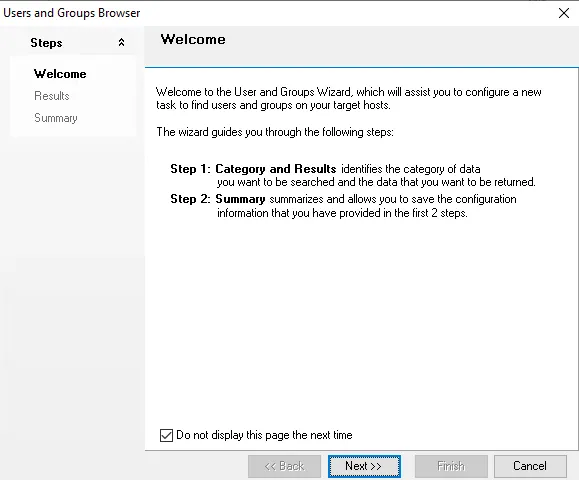 Users and Groups Browser
Steps
Welcome
Results
Summary
Welcome
Welcome to the User and Groups Wizard, which will assist you to configure a new
task to find users and groups on your target hosts.
The wizard guides you through the following steps:
Step 1: Category and Results identifies the category of data
you want to be searched and the data that you want to be returned.
Step 2: Summary summarizes and allows you to save the configuration
information that you have provided in the first 2 steps.
Do not display this page the next time
<< Back Next >> Finish Cancel